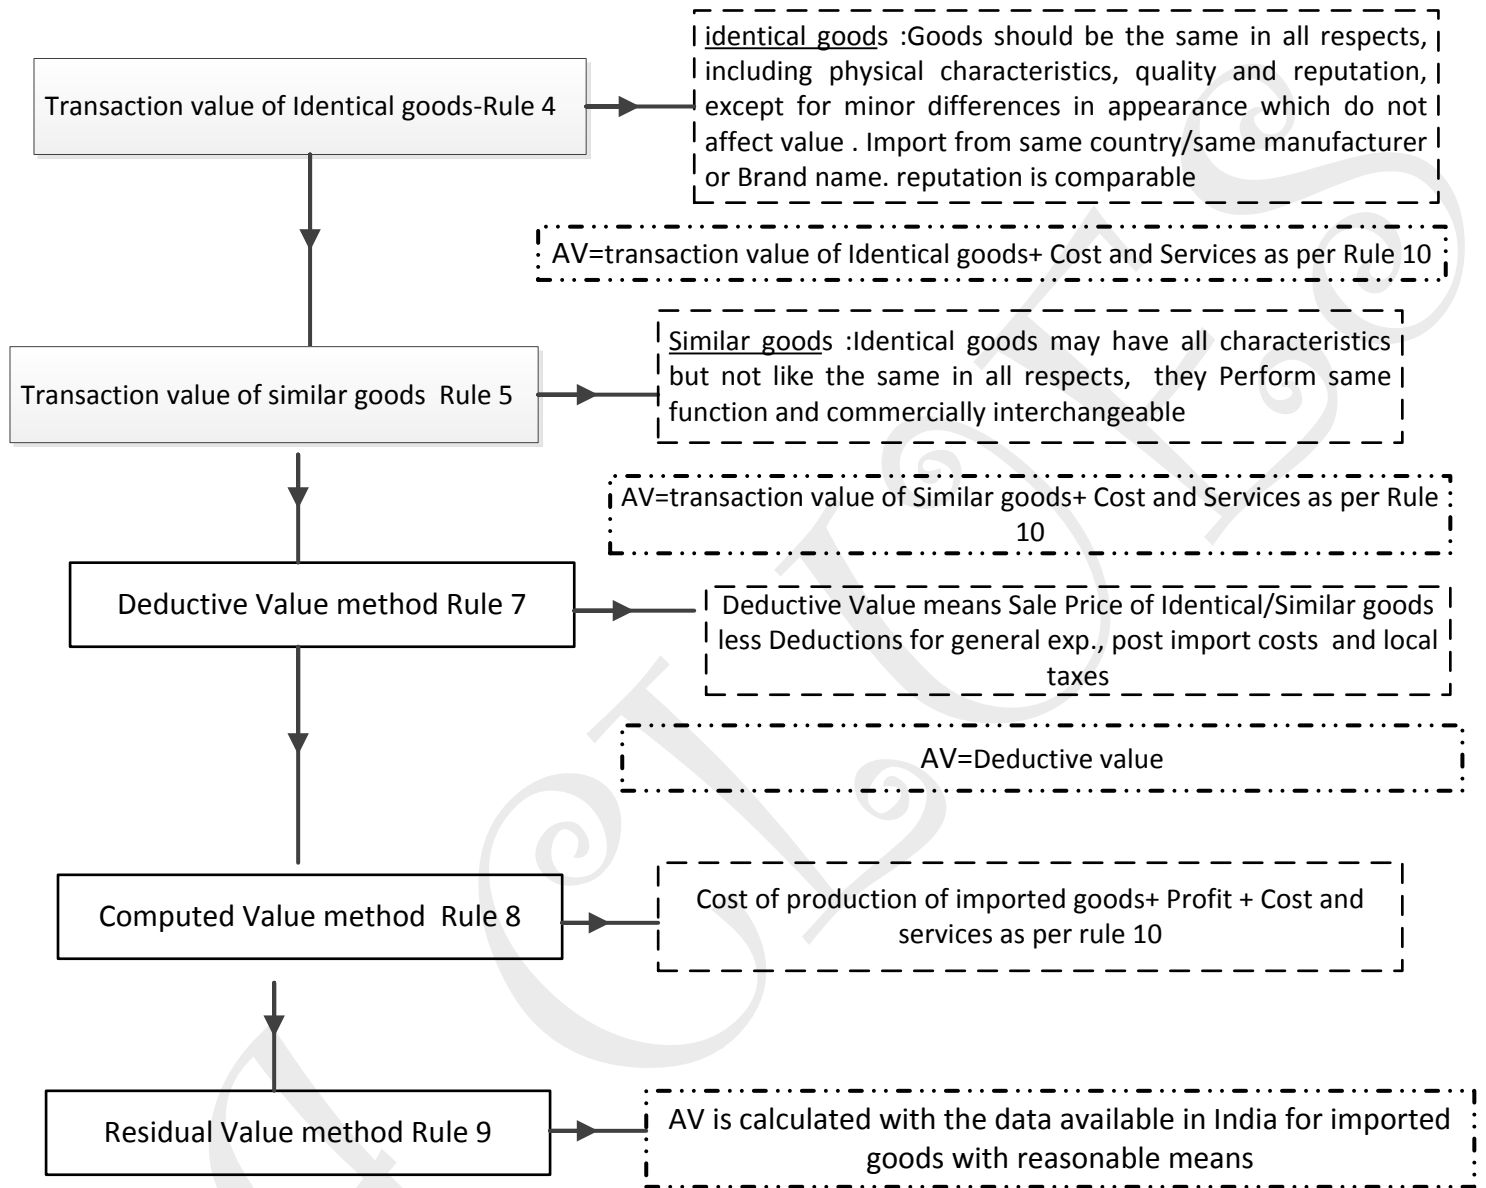 Transaction value of Identical goods-Rule 4
identical goods :Goods should be the same in all respects,
including physical characteristics, quality and reputation,
except for minor differences in appearance which do not
affect value . Import from same country/same manufacturer
or Brand name. reputation is comparable
AV=transaction value of Identical goods+ Cost and Services as per Rule 10
Transaction value of similar goods  Rule 5
Similar goods :Identical goods may have all characteristics
but not like the same in all respects,  they Perform same
function and commercially interchangeable
AV=transaction value of Similar goods+ Cost and Services as per Rule
10
Deductive Value method Rule 7
Deductive Value means Sale Price of Identical/Similar goods
less Deductions for general exp., post import costs  and local
taxes
AV=Deductive value
Computed Value method  Rule 8
Cost of production of imported goods+ Profit + Cost and
services as per rule 10
Residual Value method Rule 9
AV is calculated with the data available in India for imported
goods with reasonable means